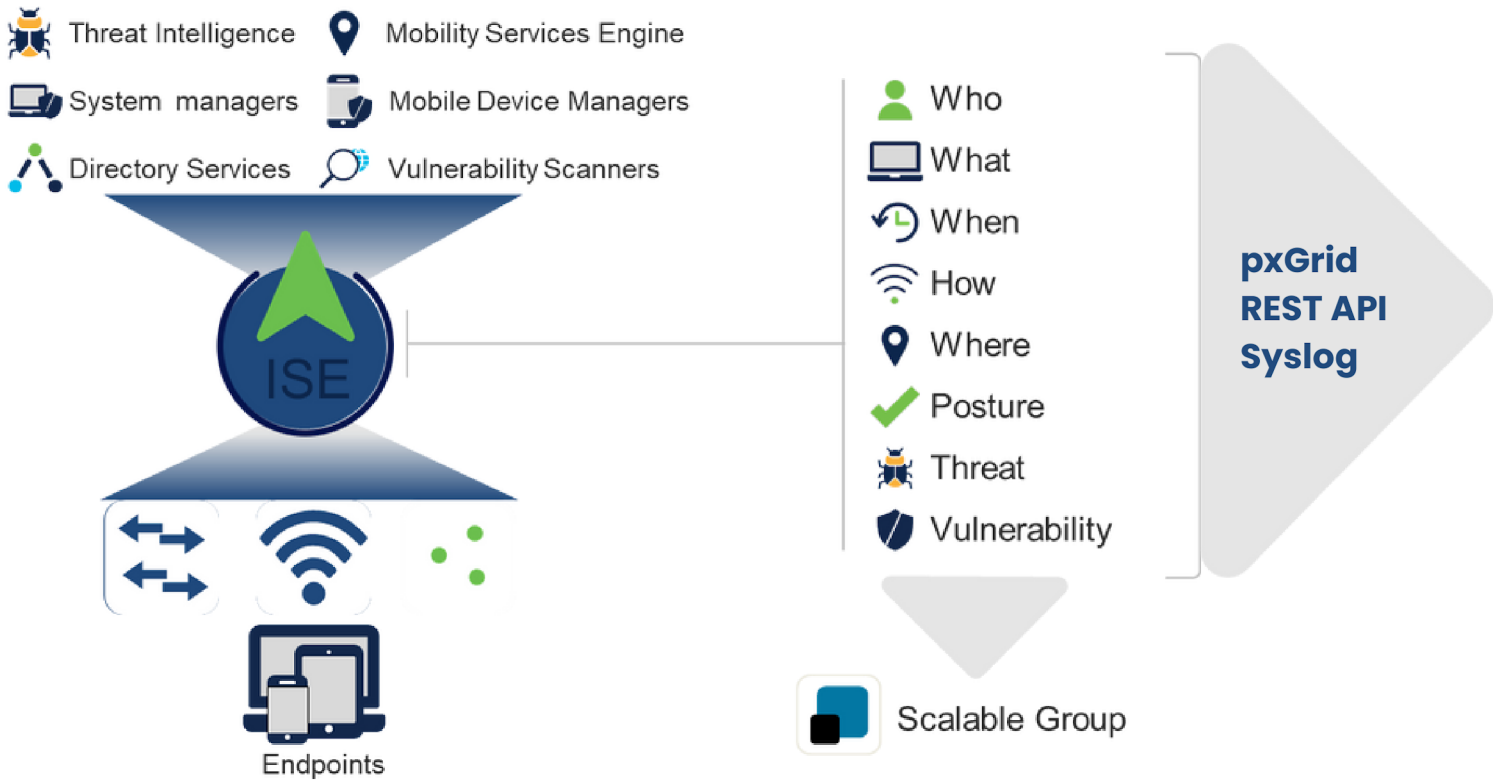 Threat Intelligence
Mobility Services Engine
System managers
Mobile Device Managers
Directory Services
Vulnerability Scanners
ISE
Endpoints
Who
What
When
How
Where
Posture
Threat
Vulnerability
Scalable Group
pxGrid
REST API
Syslog